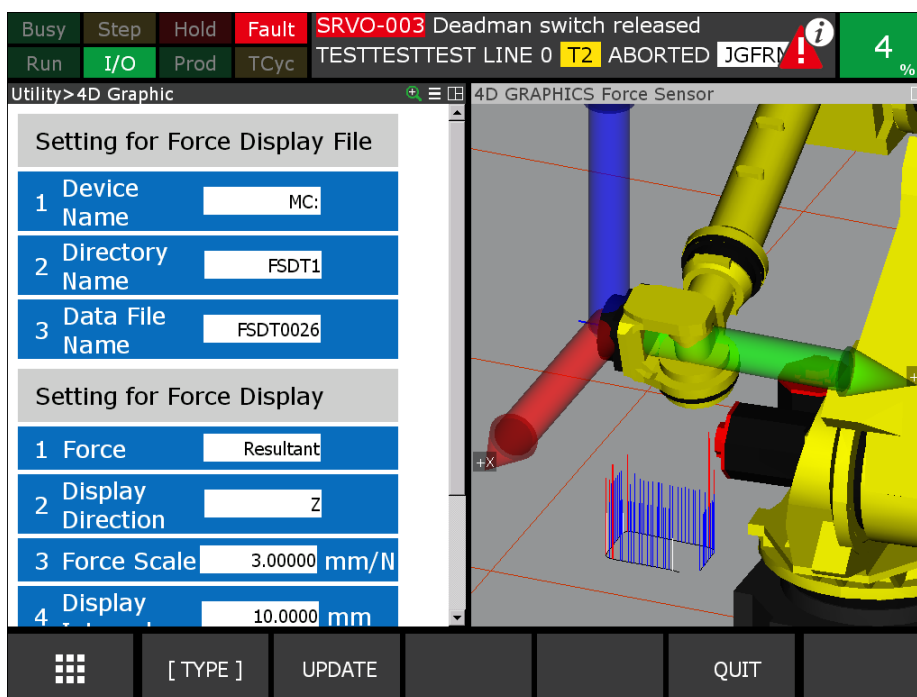 Busy Step Hold Fault SRVO-003 Deadman switch released
Run I/O Prod TCyc TESTTESTTEST LINE 0 T2 ABORTED
4
%
Utility>4D Graphic
4D GRAPHICS Force Sensor
Setting for Force Display File
1 Device Name MC:
2 Directory Name FSDT1
3 Data File Name FSDT0026
Setting for Force Display
1 Force Resultant
2 Display Direction Z
3 Force Scale 3.00000 mm/N
4 Display 10.0000 mm
+X
[ TYPE ] UPDATE QUIT